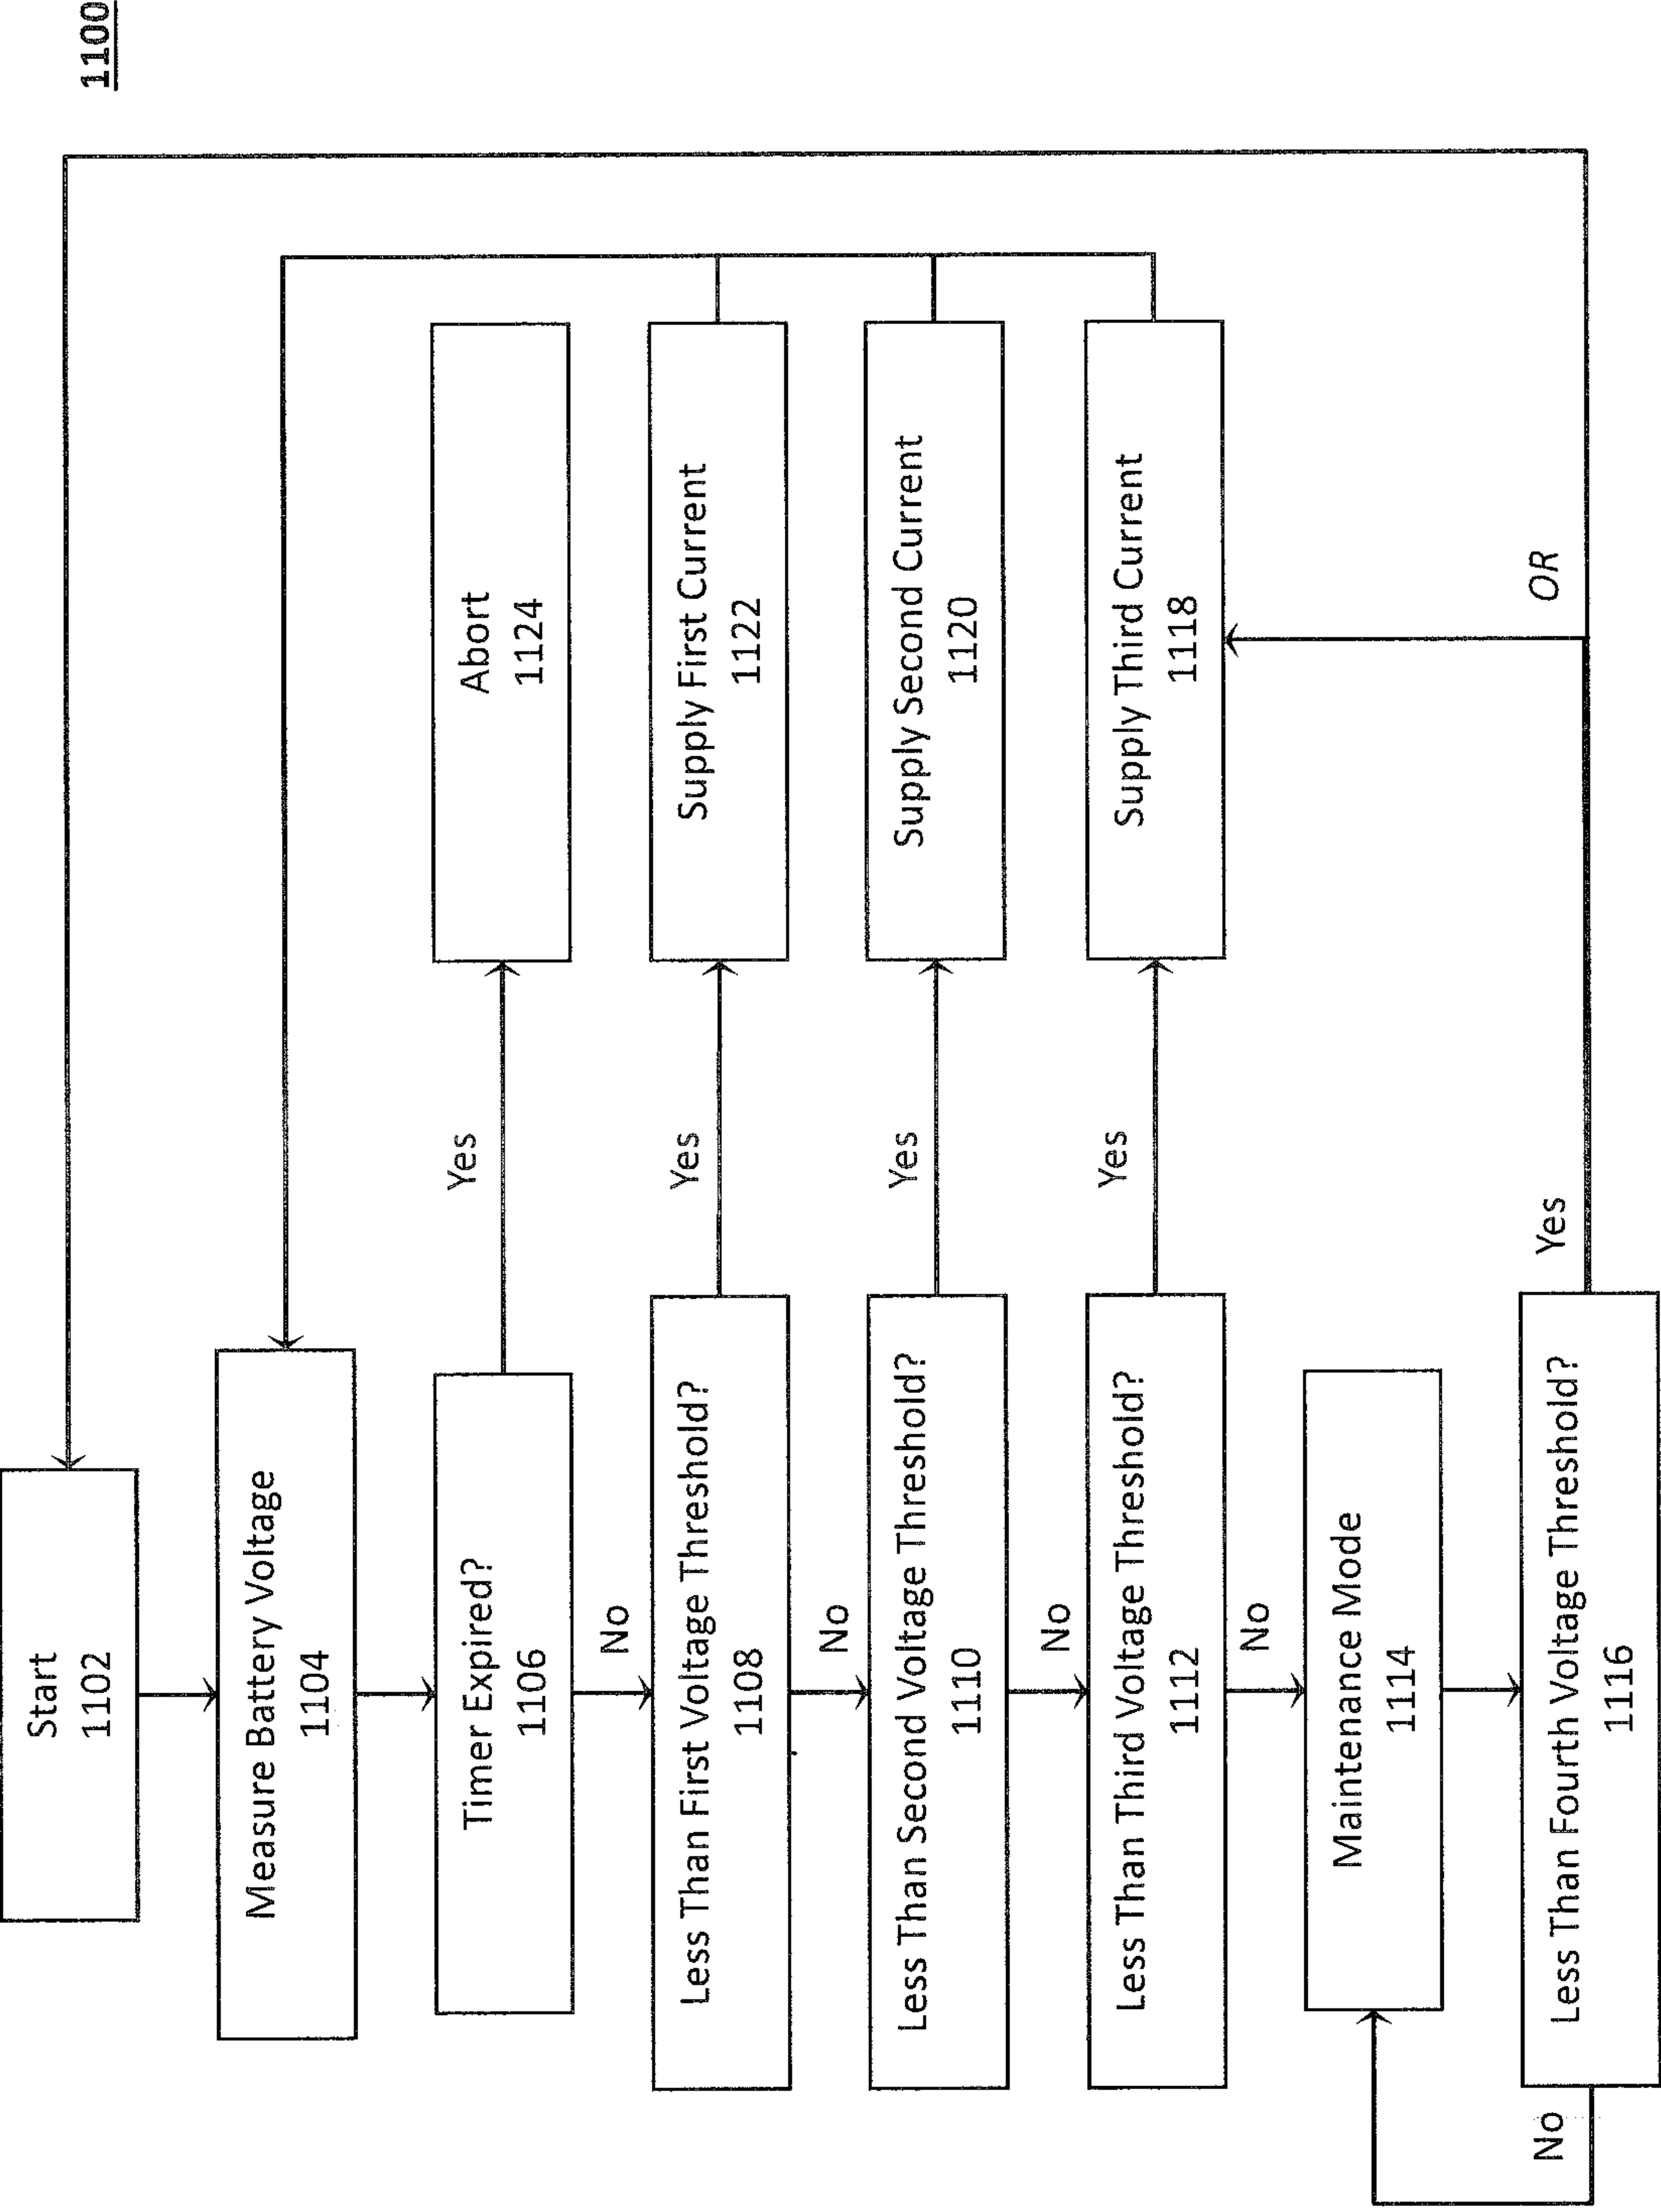 1100
Start
1102
Measure Battery Voltage
1104
Timer Expired?
1106
Yes
Abort
1124
No
Less Than First Voltage Threshold?
1108
Yes
Supply First Current
1122
No
Less Than Second Voltage Threshold?
1110
Yes
Supply Second Current
1120
No
Less Than Third Voltage Threshold?
1112
Yes
Supply Third Current
1118
No
Maintenance Mode
1114
No
Less Than Fourth Voltage Threshold?
1116
Yes
OR